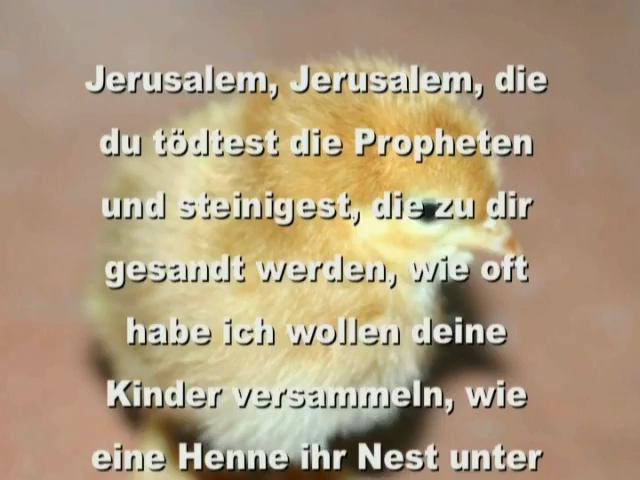 Jerusalem, Jerusalem, die
du tödtest die Propheten
und steinigest, die zu dir
gesandt werden, wie oft
habe ich wollen deine
Kinder versammeln, wie
eine Henne ihr Nest unter